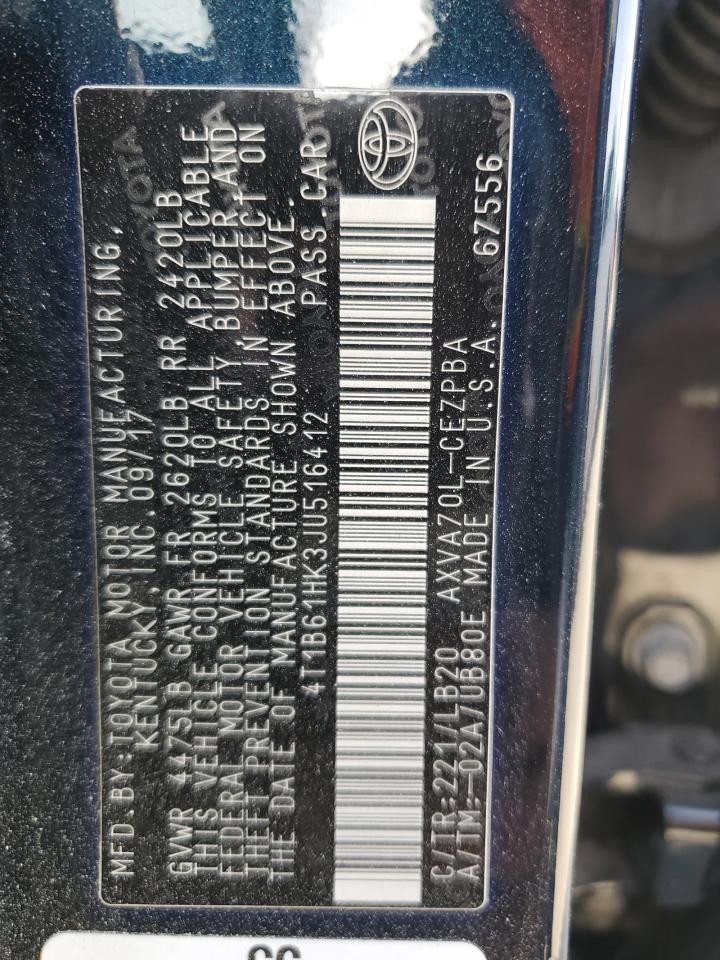 MFD.BY:TOYOTA MOTOR MANUFACTURING,
KENTUCKY INC. 09/17
GVWR 4475LB GAWR FR 2620LB RR 2420LB
THIS VEHICLE CONFORMS TO ALL APPLICABLE
FEDERAL MOTOR VEHICLE SAFETY, BUMPER AND
THEFT PREVENTION STANDARDS IN EFFECT ON
THE DATE OF MANUFACTURE SHOWN ABOVE.
4T1B61HK3JU516412 PASS CAR
C/TR:221/LB20 AXVA70L-CEZPBA
A/TM:-02A/UB80E MADE IN U.S.A. 67556